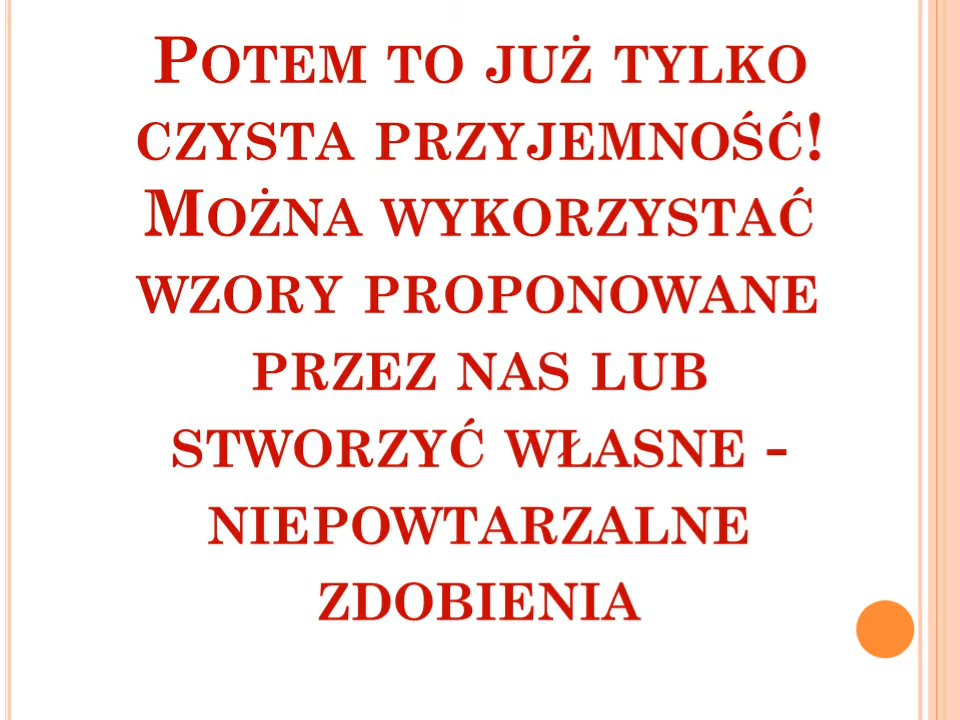 Potem to już tylko
czysta przyjemność!
Można wykorzystać
wzory proponowane
przez nas lub
stworzyć własne -
niepowtarzalne
zdobienia